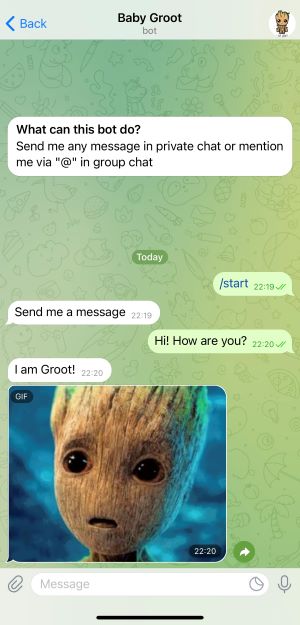 Back
Baby Groot
bot
What can this bot do?
Send me any message in private chat or mention
me via "@" in group chat
Today
/start 22:19
Send me a message 22:19
Hi! How are you? 22:20
I am Groot! 22:20
GIF
22:20
Message